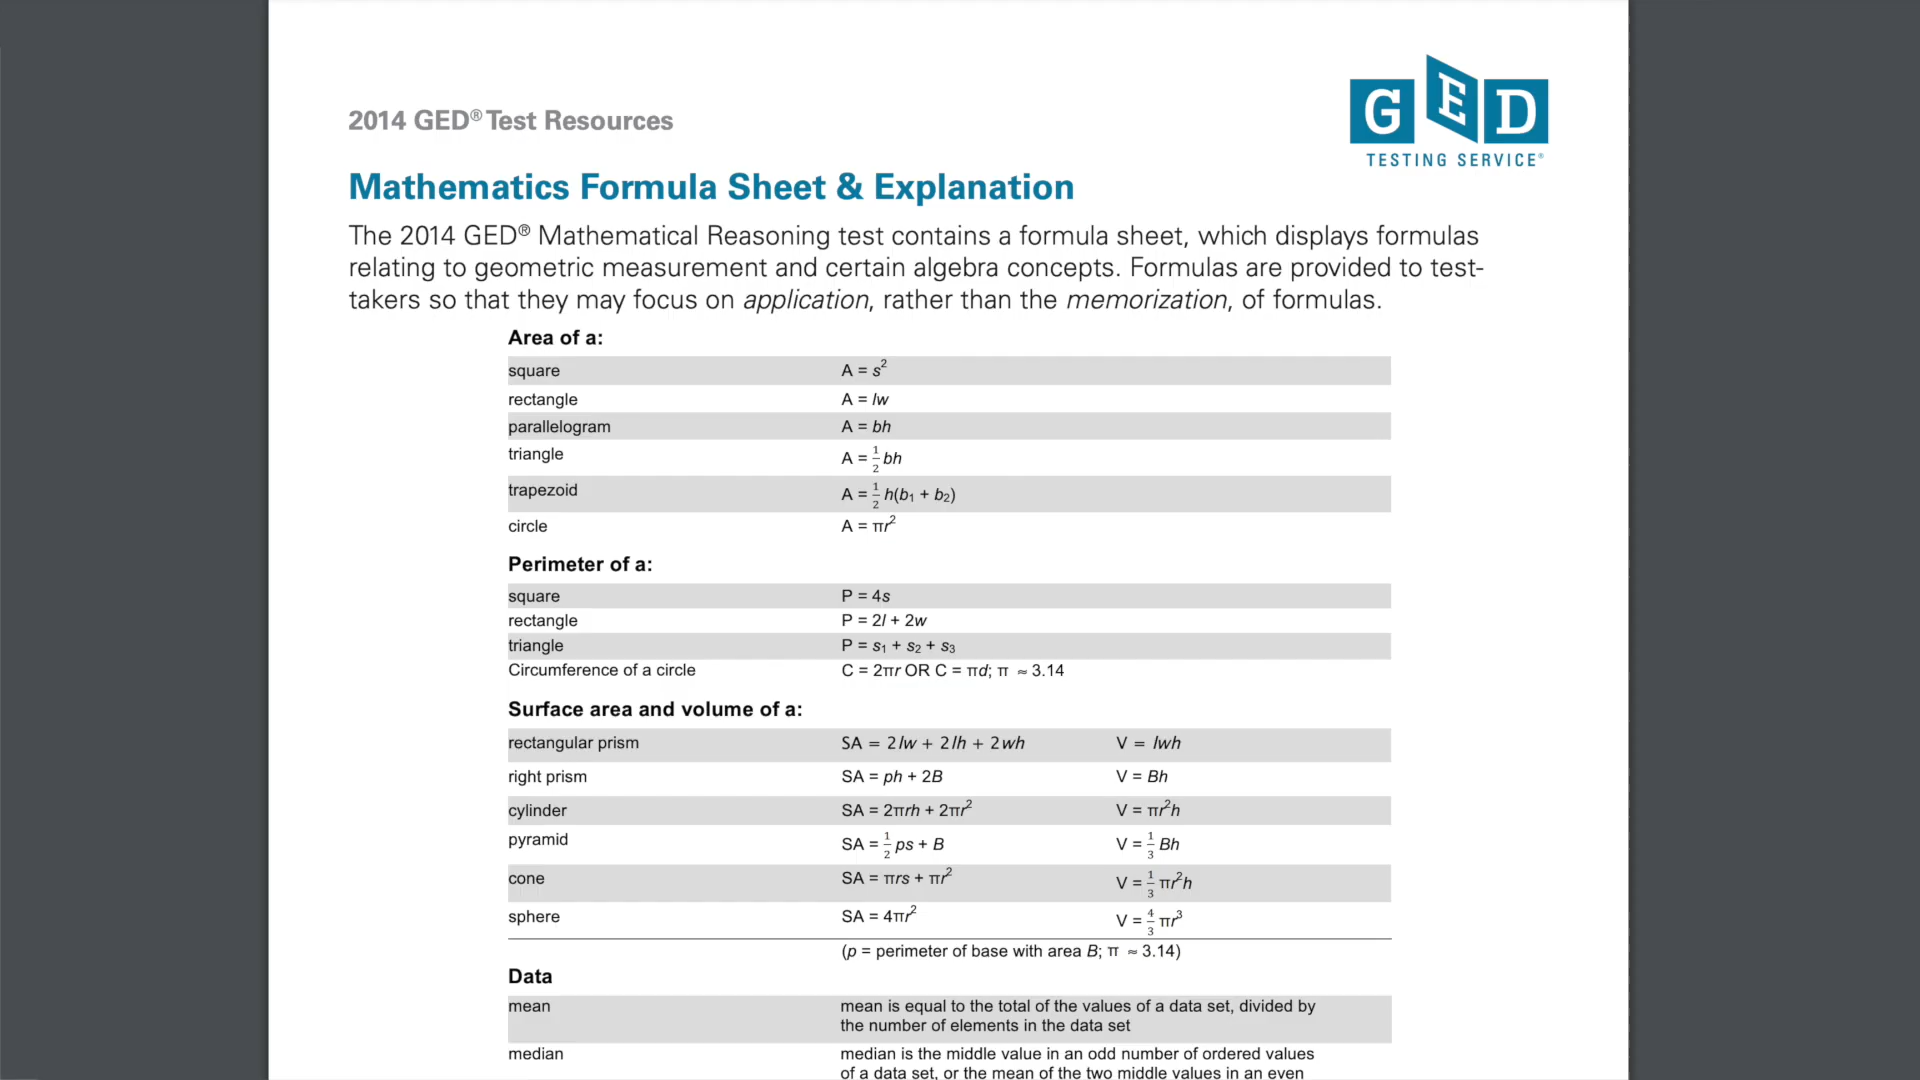 2014 GED® Test Resources
GED
TESTING SERVICE®
Mathematics Formula Sheet & Explanation
The 2014 GED® Mathematical Reasoning test contains a formula sheet, which displays formulas
relating to geometric measurement and certain algebra concepts. Formulas are provided to test-
takers so that they may focus on application, rather than the memorization, of formulas.
Area of a:
square A = s²
rectangle A = lw
parallelogram A = bh
triangle A = ½ bh
trapezoid A = ½ h(b₁ + b₂)
circle A = πr²
Perimeter of a:
square P = 4s
rectangle P = 2l + 2w
triangle P = s₁ + s₂ + s₃
Circumference of a circle C = 2πr OR C = πd; π ≈ 3.14
Surface area and volume of a:
rectangular prism SA = 2lw + 2lh + 2wh V = lwh
right prism SA = ph + 2B V = Bh
cylinder SA = 2πrh + 2πr² V = πr²h
pyramid SA = ½ ps + B V = ⅓ Bh
cone SA = πrs + πr² V = ⅓ πr²h
sphere SA = 4πr² V = 4/3 πr³
(p = perimeter of base with area B; π ≈ 3.14)
Data
mean mean is equal to the total of the values of a data set, divided by
the number of elements in the data set
median median is the middle value in an odd number of ordered values
of a data set, or the mean of the two middle values in an even